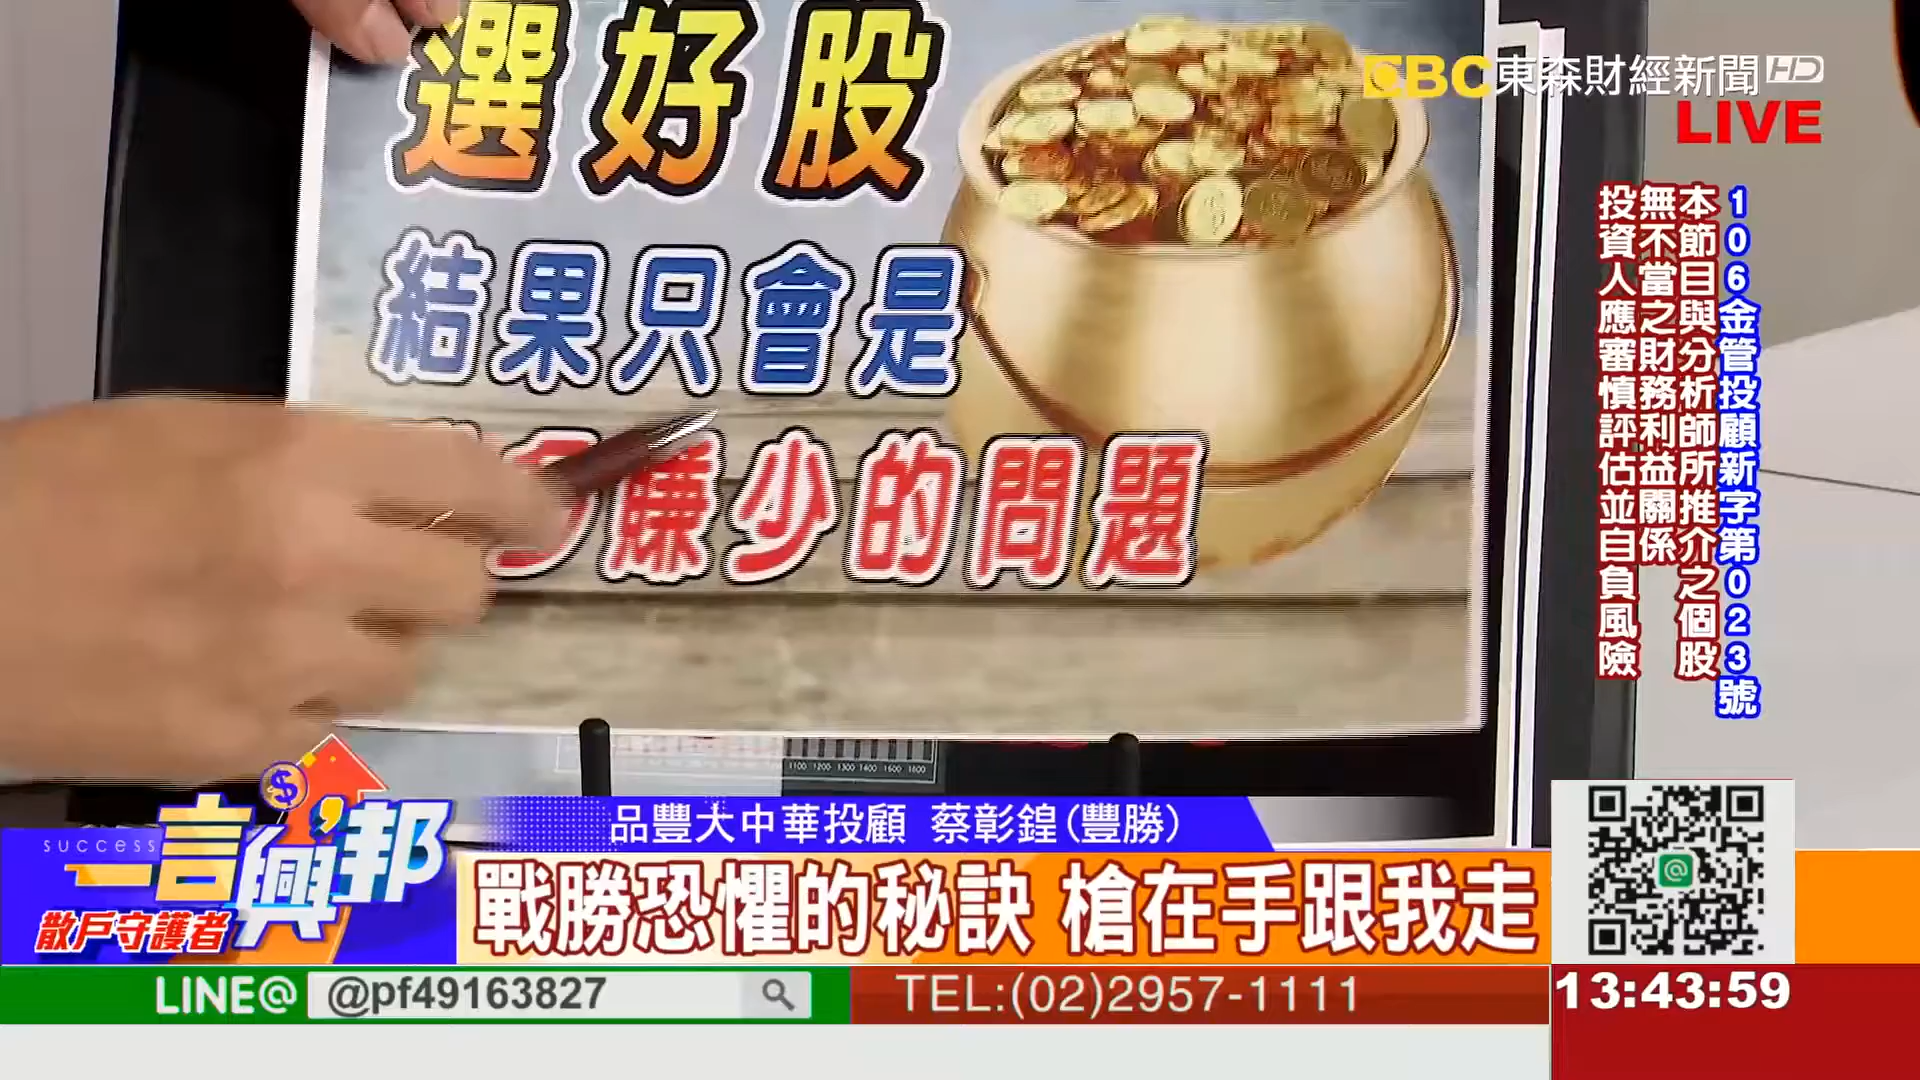 選好股
結果只會是
多賺少的問題
EBC東森財經新聞HD
LIVE
106金管投顧新字第023號
本節目與分析師所推介之個股
無不當之財務利益關係
投資人應審慎評估並自負風險
1100 1200 1300 1400 1600 1800
success
一言興邦
散戶守護者
品豐大中華投顧 蔡彰鍠(豐勝)
戰勝恐懼的秘訣 槍在手跟我走
LINE@ @pf49163827
TEL:(02)2957-1111
13:43:59